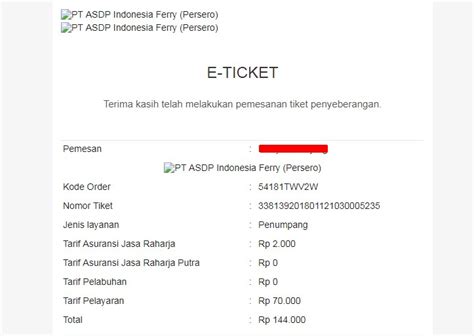 PT ASDP Indonesia Ferry (Persero)
PT ASDP Indonesia Ferry (Persero)
E-TICKET
Terima kasih telah melakukan pemesanan tiket penyeberangan.
Pemesan :
PT ASDP Indonesia Ferry (Persero)
Kode Order : 54181TWV2W
Nomor Tiket : 338139201801121030005235
Jenis layanan : Penumpang
Tarif Asuransi Jasa Raharja : Rp 2.000
Tarif Asuransi Jasa Raharja Putra : Rp 0
Tarif Pelabuhan : Rp 0
Tarif Pelayaran : Rp 70.000
Total : Rp 144.000